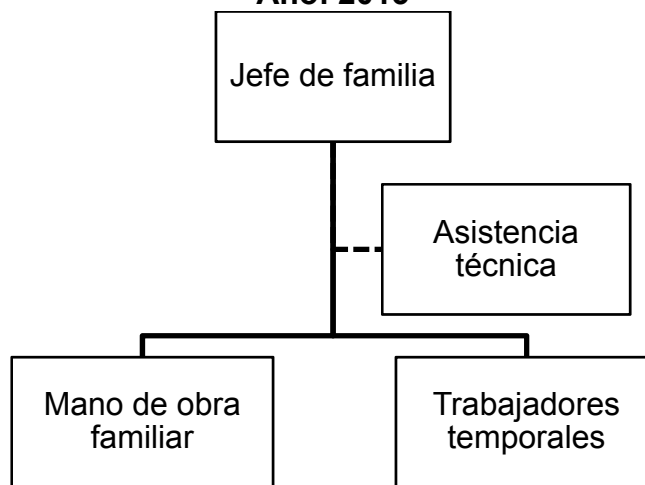 Jefe de familia
Asistencia
técnica
Mano de obra
familiar
Trabajadores
temporales